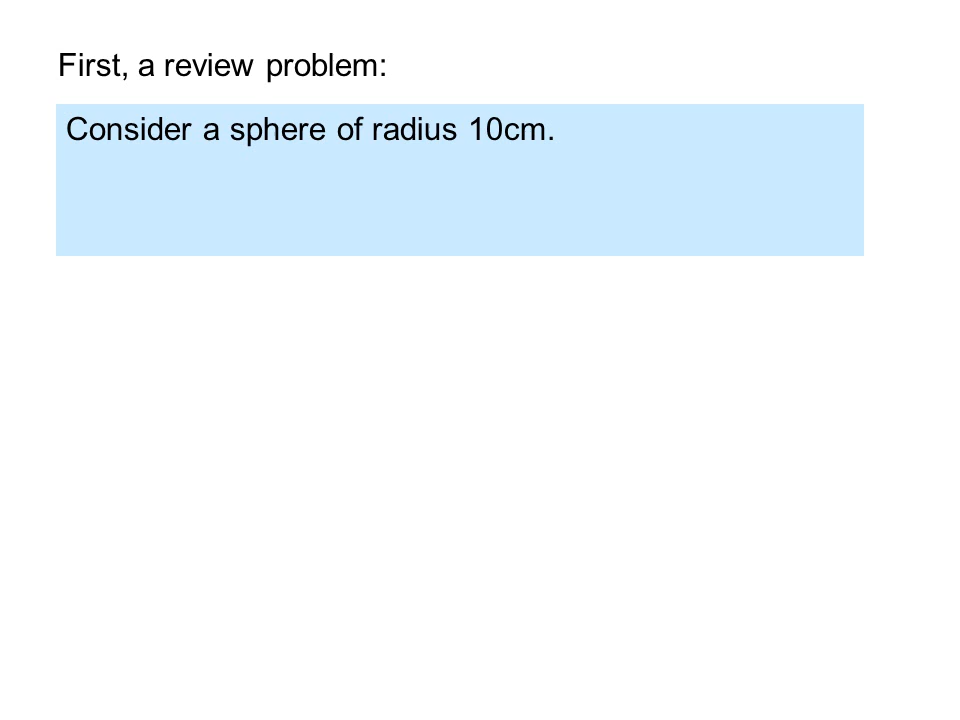 First, a review problem:
Consider a sphere of radius 10cm.